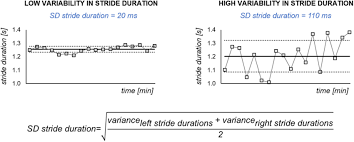 LOW VARIABILITY IN STRIDE DURATION
SD stride duration = 20 ms
stride duration [s]
1.4
1.3
1.2
1.1
1.0
time [min]
HIGH VARIABILITY IN STRIDE DURATION
SD stride duration = 110 ms
stride duration [s]
1.4
1.3
1.2
1.1
1.0
time [min]
SD stride duration= √ variance left stride durations + variance right stride durations
2